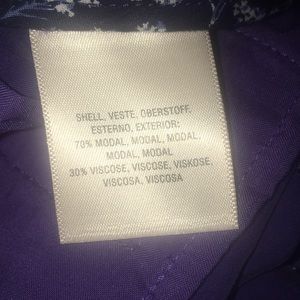 SHELL, VESTE, OBERSTOFF,
ESTERNO, EXTERIOR:
70% MODAL, MODAL, MODAL,
MODAL, MODAL
30% VISCOSE, VISCOSE, VISKOSE,
VISCOSA, VISCOSA